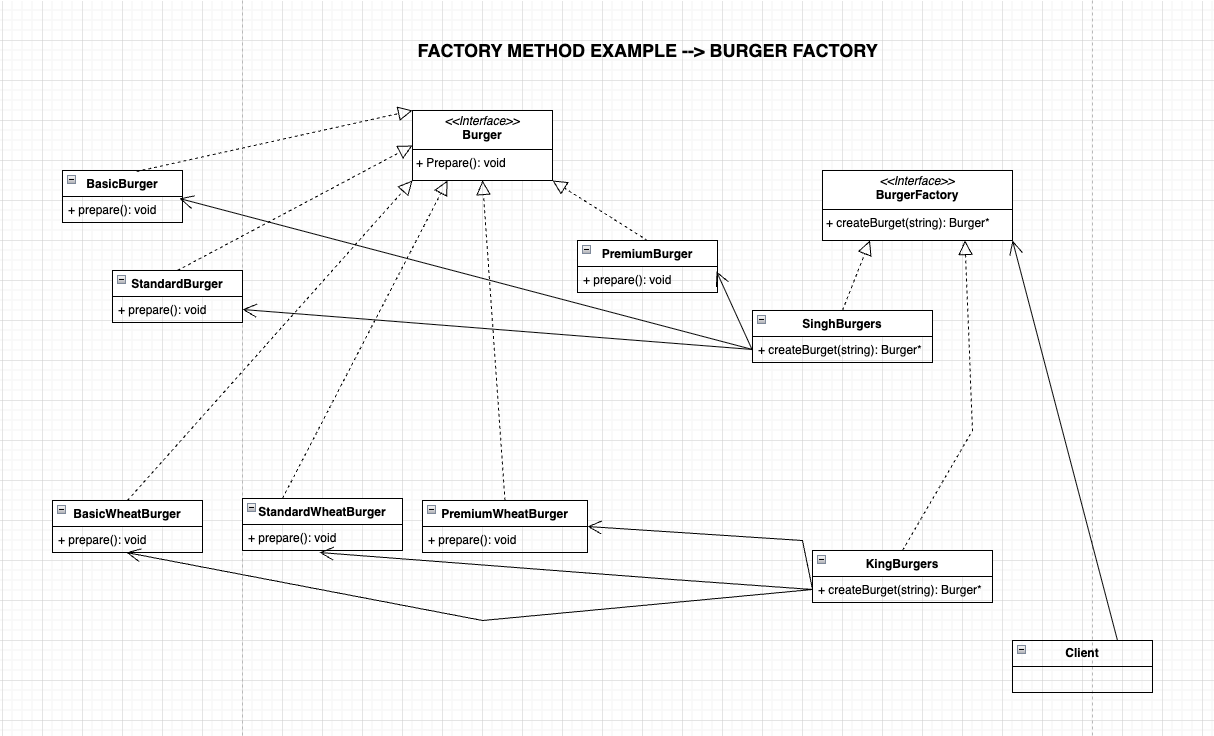 FACTORY METHOD EXAMPLE --> BURGER FACTORY
<<Interface>>
Burger
+ Prepare(): void
BasicBurger
+ prepare(): void
<<Interface>>
BurgerFactory
+ createBurget(string): Burger*
StandardBurger
+ prepare(): void
PremiumBurger
+ prepare(): void
SinghBurgers
+ createBurget(string): Burger*
BasicWheatBurger
+ prepare(): void
StandardWheatBurger
+ prepare(): void
PremiumWheatBurger
+ prepare(): void
KingBurgers
+ createBurget(string): Burger*
Client